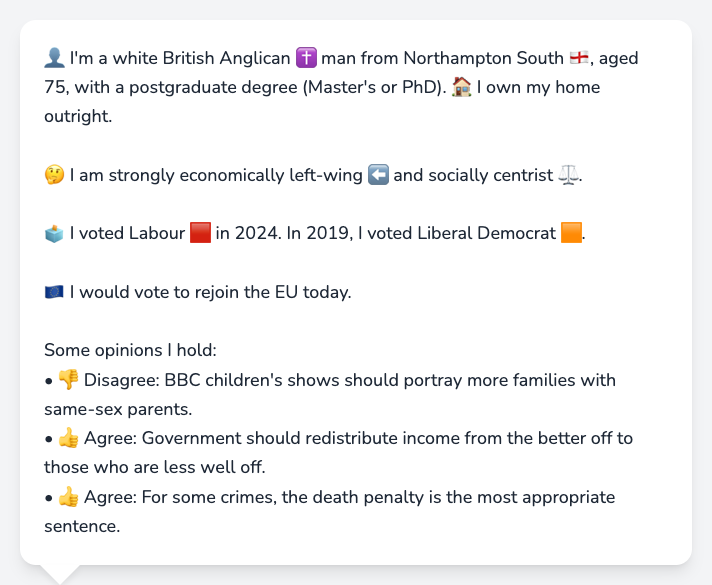 👤 I'm a white British Anglican ✝️ man from Northampton South 🏴󠁧󠁢󠁥󠁮󠁧󠁿, aged
75, with a postgraduate degree (Master's or PhD). 🏠 I own my home
outright.
🤔 I am strongly economically left-wing ⬅️ and socially centrist ⚖️.
🗳️ I voted Labour 🟥 in 2024. In 2019, I voted Liberal Democrat 🟧.
🇪🇺 I would vote to rejoin the EU today.
Some opinions I hold:
• 👎 Disagree: BBC children's shows should portray more families with
same-sex parents.
• 👍 Agree: Government should redistribute income from the better off to
those who are less well off.
• 👍 Agree: For some crimes, the death penalty is the most appropriate
sentence.